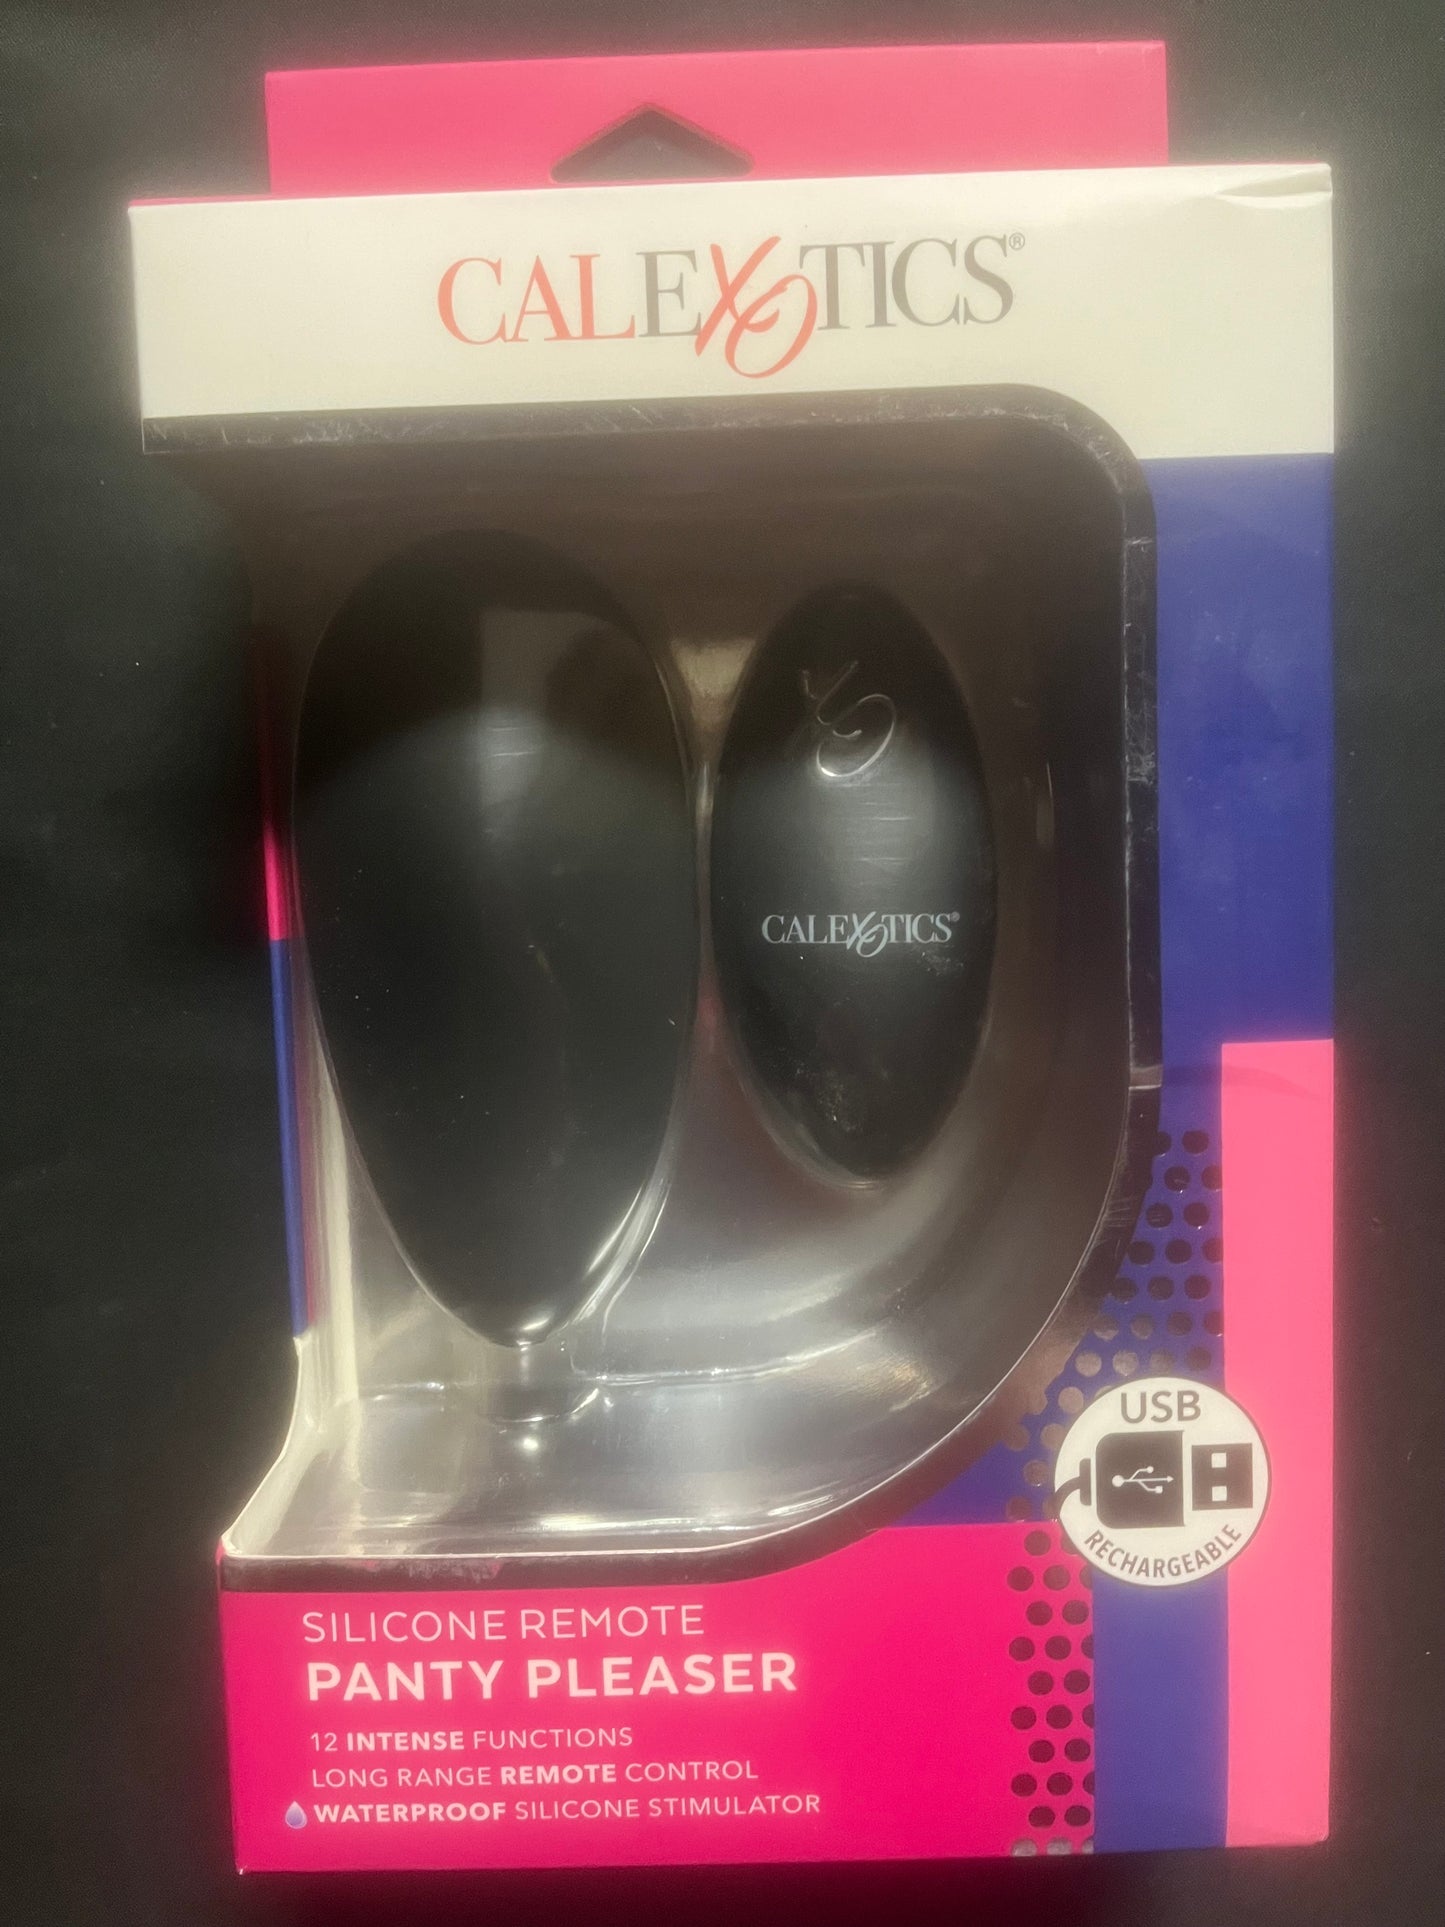 CALEXOTICS®
CALEXOTICS®
USB
RECHARGEABLE
SILICONE REMOTE
PANTY PLEASER
12 INTENSE FUNCTIONS
LONG RANGE REMOTE CONTROL
WATERPROOF SILICONE STIMULATOR